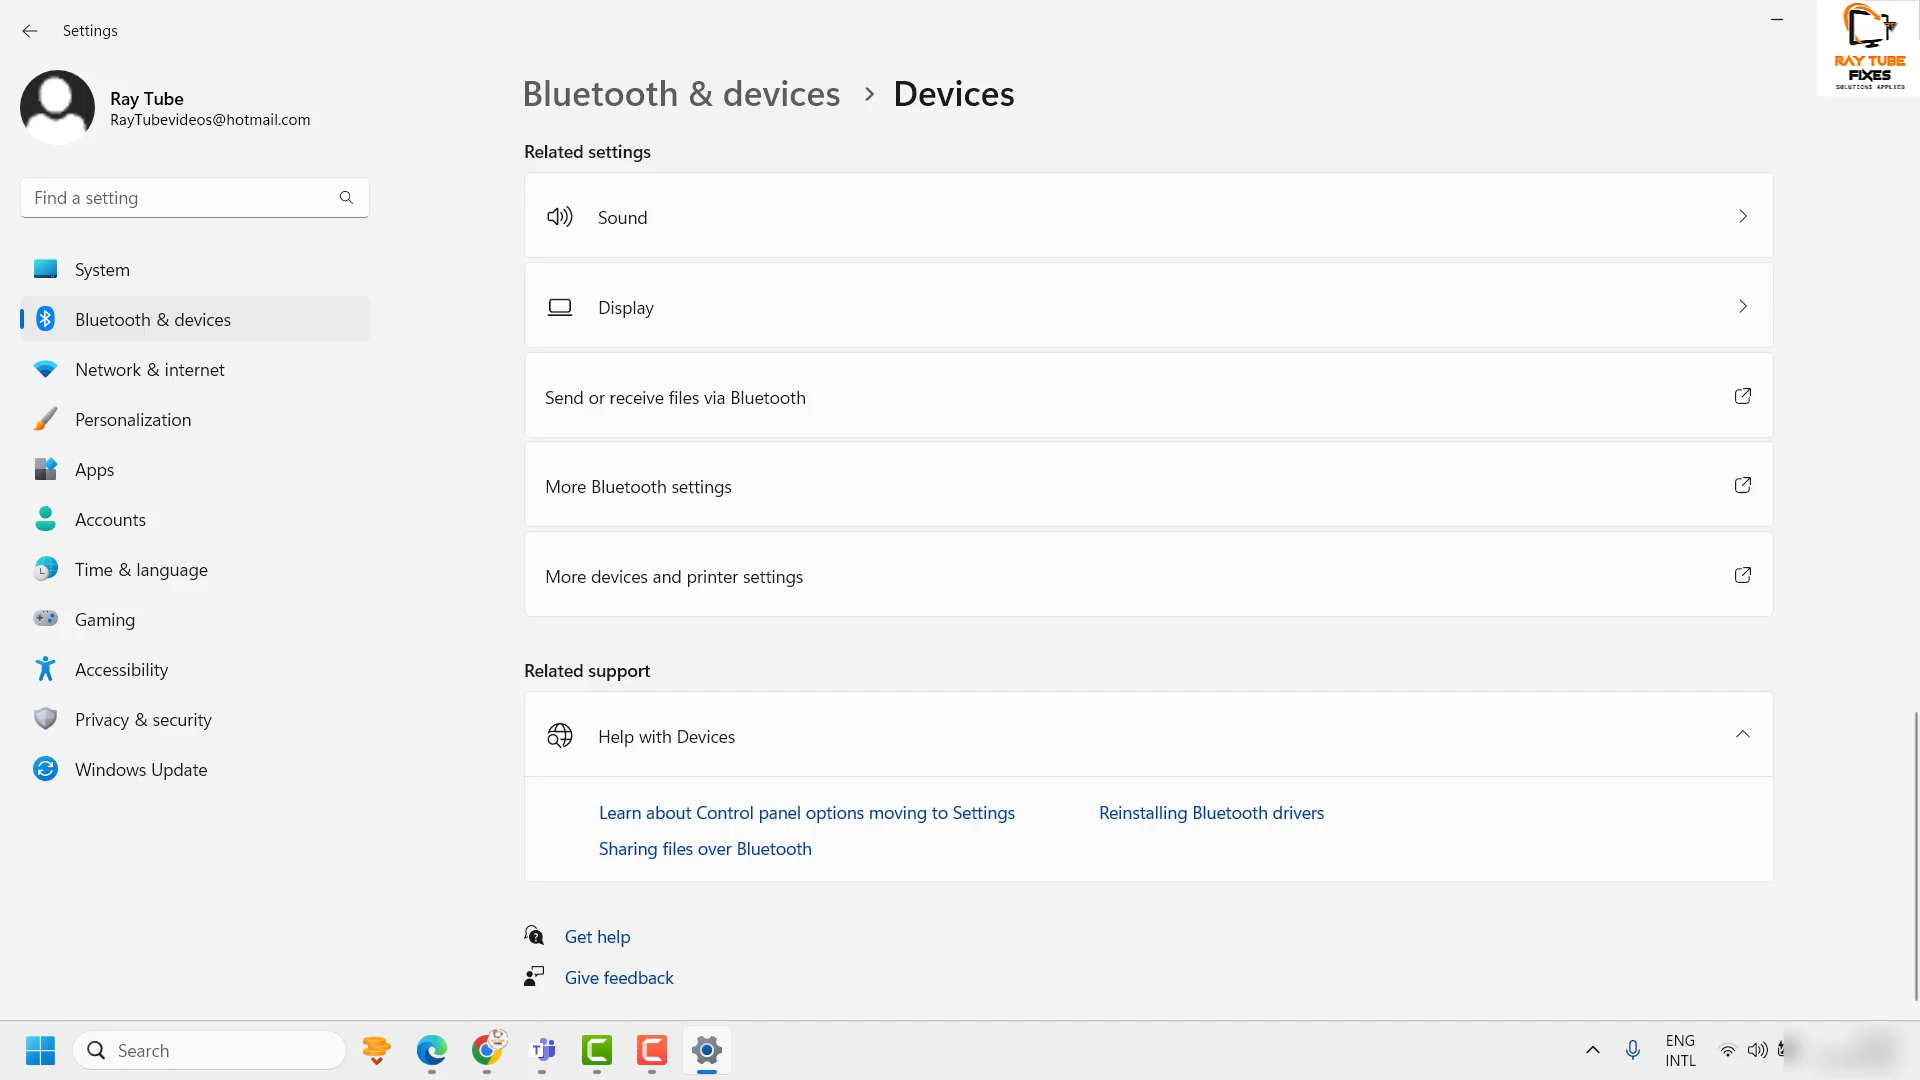 Settings
Ray Tube
RayTubevideos@hotmail.com
Find a setting
System
Bluetooth & devices
Network & internet
Personalization
Apps
Accounts
Time & language
Gaming
Accessibility
Privacy & security
Windows Update
Bluetooth & devices > Devices
Related settings
Sound
Display
Send or receive files via Bluetooth
More Bluetooth settings
More devices and printer settings
Related support
Help with Devices
Learn about Control panel options moving to Settings
Reinstalling Bluetooth drivers
Sharing files over Bluetooth
Get help
Give feedback
RAY TUBE
FIXES
SOLUTIONS APPLIED
Search
ENG
INTL